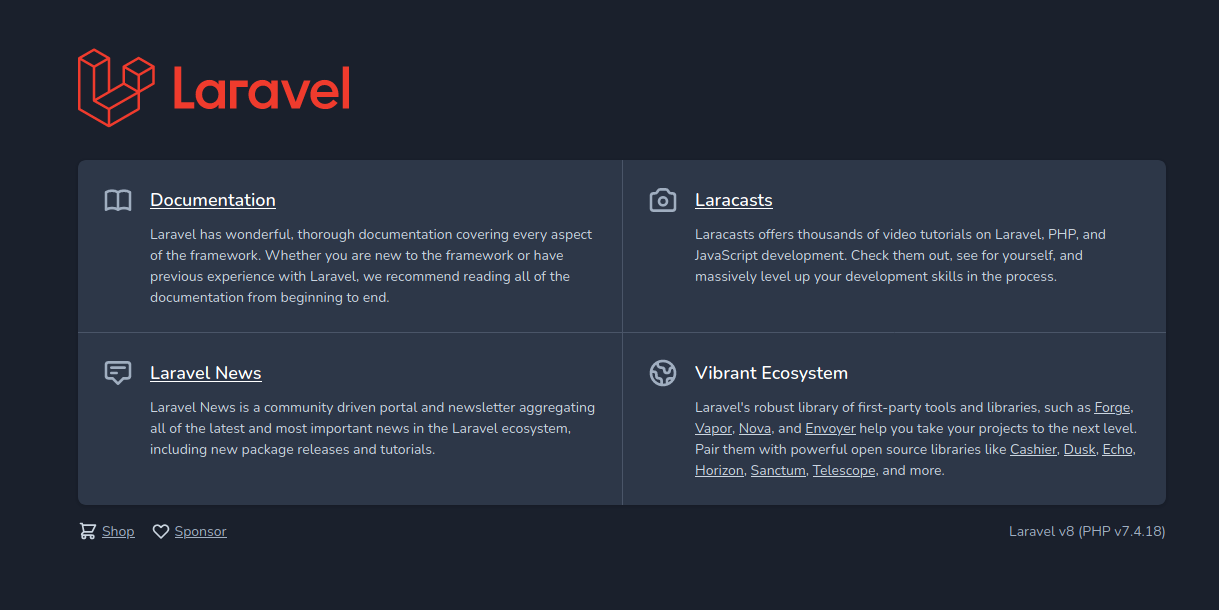 Laravel
Documentation
Laravel has wonderful, thorough documentation covering every aspect
of the framework. Whether you are new to the framework or have
previous experience with Laravel, we recommend reading all of the
documentation from beginning to end.
Laracasts
Laracasts offers thousands of video tutorials on Laravel, PHP, and
JavaScript development. Check them out, see for yourself, and
massively level up your development skills in the process.
Laravel News
Laravel News is a community driven portal and newsletter aggregating
all of the latest and most important news in the Laravel ecosystem,
including new package releases and tutorials.
Vibrant Ecosystem
Laravel's robust library of first-party tools and libraries, such as Forge,
Vapor, Nova, and Envoyer help you take your projects to the next level.
Pair them with powerful open source libraries like Cashier, Dusk, Echo,
Horizon, Sanctum, Telescope, and more.
Shop Sponsor Laravel v8 (PHP v7.4.18)